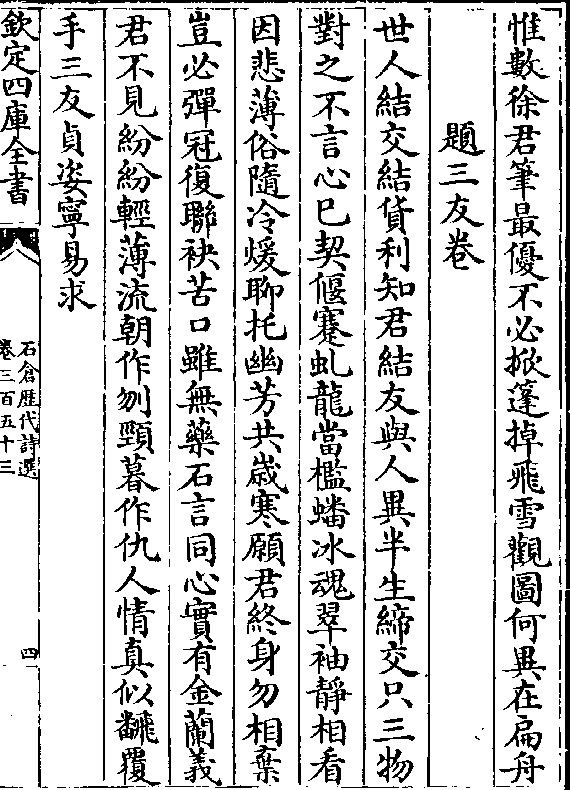 惟數徐君筆最優不必掀篷掉飛雪觀圖何異在扁舟
題三友卷
世人結交結貨利知君結友與人異半生締交只三物
對之不言心已契偃蹇虬龍當檻蟠冰魂翠袖靜相看
因悲薄俗隨冷煖聊托幽芳共歲寒願君終身勿相棄
豈必彈冠復聯袂苦口雖無藥石言同心實有金蘭義
君不見紛紛輕薄流朝作刎頸暮作仇人情真似翻覆
手三友貞姿寧易求
欽定四庫全書
石倉歷代詩選
卷三百五十三
四